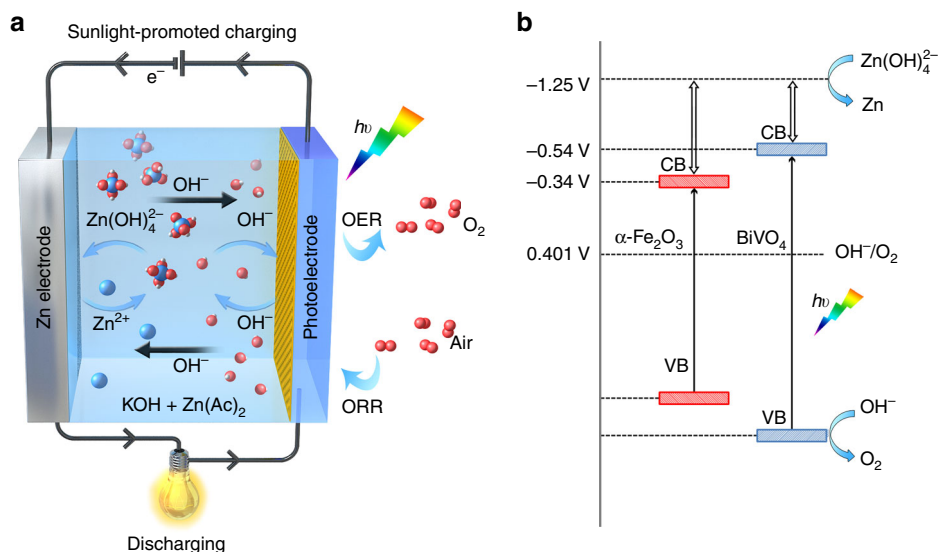 a
Sunlight-promoted charging
e⁻
hυ
OH⁻
Zn(OH)₄²⁻
OH⁻
OER
O₂
Zn electrode
Photoelectrode
Zn²⁺
OH⁻
Air
OH⁻
KOH + Zn(Ac)₂
ORR
Discharging
b
Zn(OH)₄²⁻
−1.25 V
Zn
CB
−0.54 V
CB
−0.34 V
α-Fe₂O₃
BiVO₄
0.401 V
OH⁻/O₂
hυ
VB
VB
OH⁻
O₂